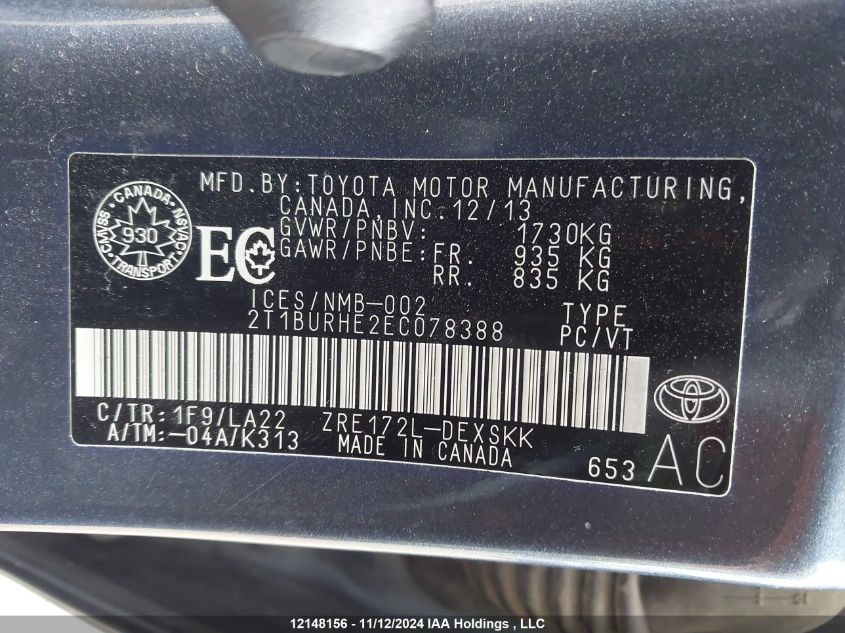 MFD.BY:TOYOTA MOTOR MANUFACTURING,
CANADA,INC.12/13
GVWR/PNBV: 1730KG
GAWR/PNBE:FR. 935 KG
RR. 835 KG
CANADA
CMVSS 930 NSVAC
TRANSPORT
EC
ICES/NMB-002 TYPE
2T1BURHE2EC078388 PC/VT
C/TR:1F9/LA22 ZRE172L-DEXSKK
A/TM:-04A/K313 MADE IN CANADA
653 AC
12148156 - 11/12/2024 IAA Holdings , LLC